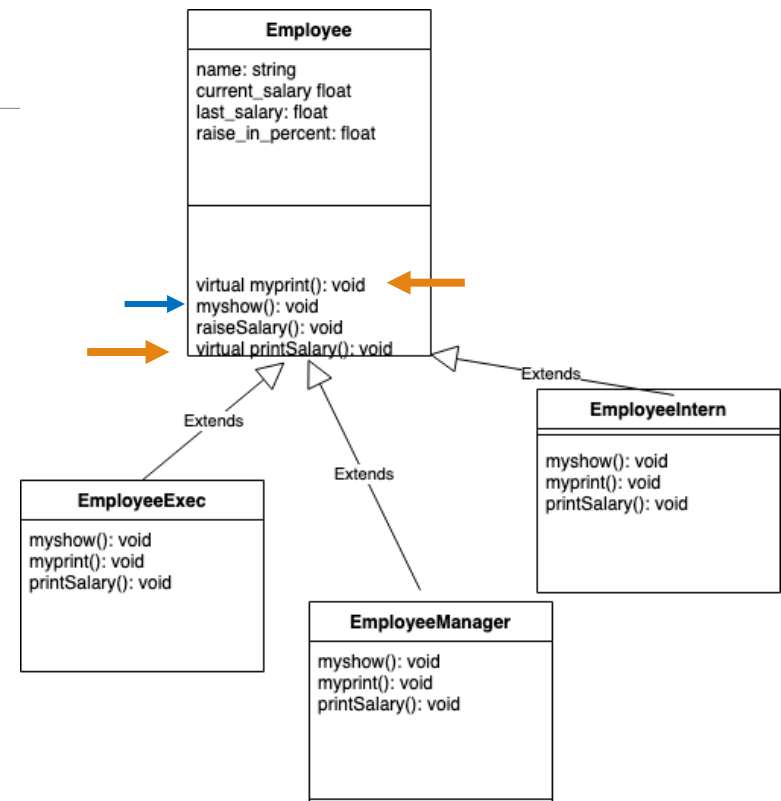 Employee
name: string
current_salary float
last_salary: float
raise_in_percent: float
virtual myprint(): void
myshow(): void
raiseSalary(): void
virtual printSalary(): void
Extends
Extends
Extends
EmployeeIntern
myshow(): void
myprint(): void
printSalary(): void
EmployeeExec
myshow(): void
myprint(): void
printSalary(): void
EmployeeManager
myshow(): void
myprint(): void
printSalary(): void